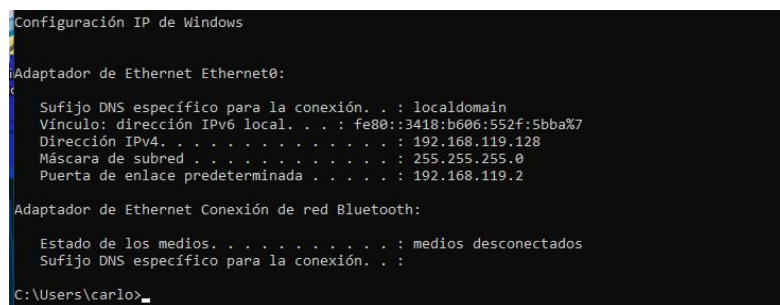 Configuración IP de Windows
Adaptador de Ethernet Ethernet0:
Sufijo DNS específico para la conexión. . : localdomain
Vínculo: dirección IPv6 local. . . : fe80::3418:b606:552f:5bba%7
Dirección IPv4. . . . . . . . . . . . . . : 192.168.119.128
Máscara de subred . . . . . . . . . . . . : 255.255.255.0
Puerta de enlace predeterminada . . . . . : 192.168.119.2
Adaptador de Ethernet Conexión de red Bluetooth:
Estado de los medios. . . . . . . . . . . : medios desconectados
Sufijo DNS específico para la conexión. . :
C:\Users\carlo>